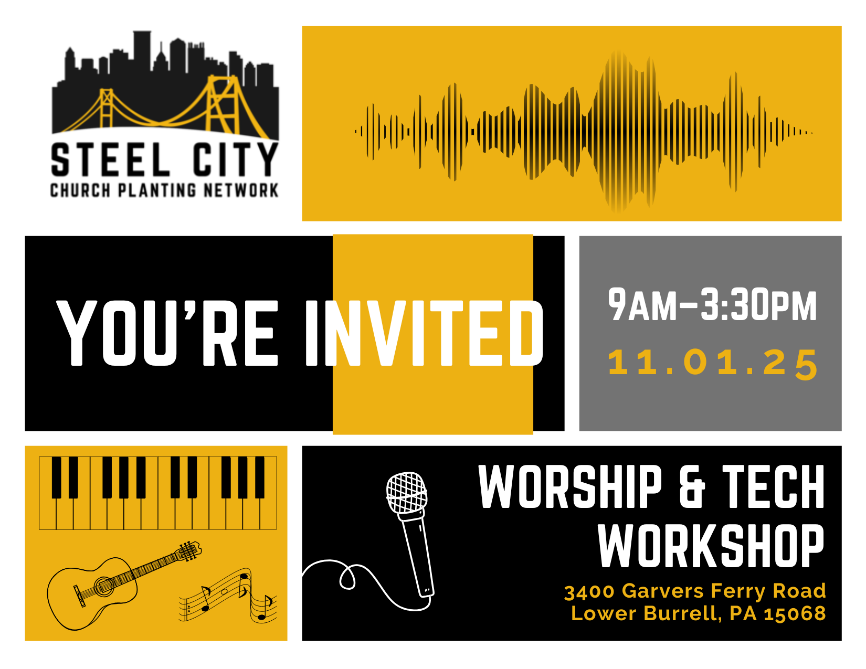 STEEL CITY
CHURCH PLANTING NETWORK
YOU'RE INVITED
9AM–3:30PM
11.01.25
WORSHIP & TECH
WORKSHOP
3400 Garvers Ferry Road
Lower Burrell, PA 15068